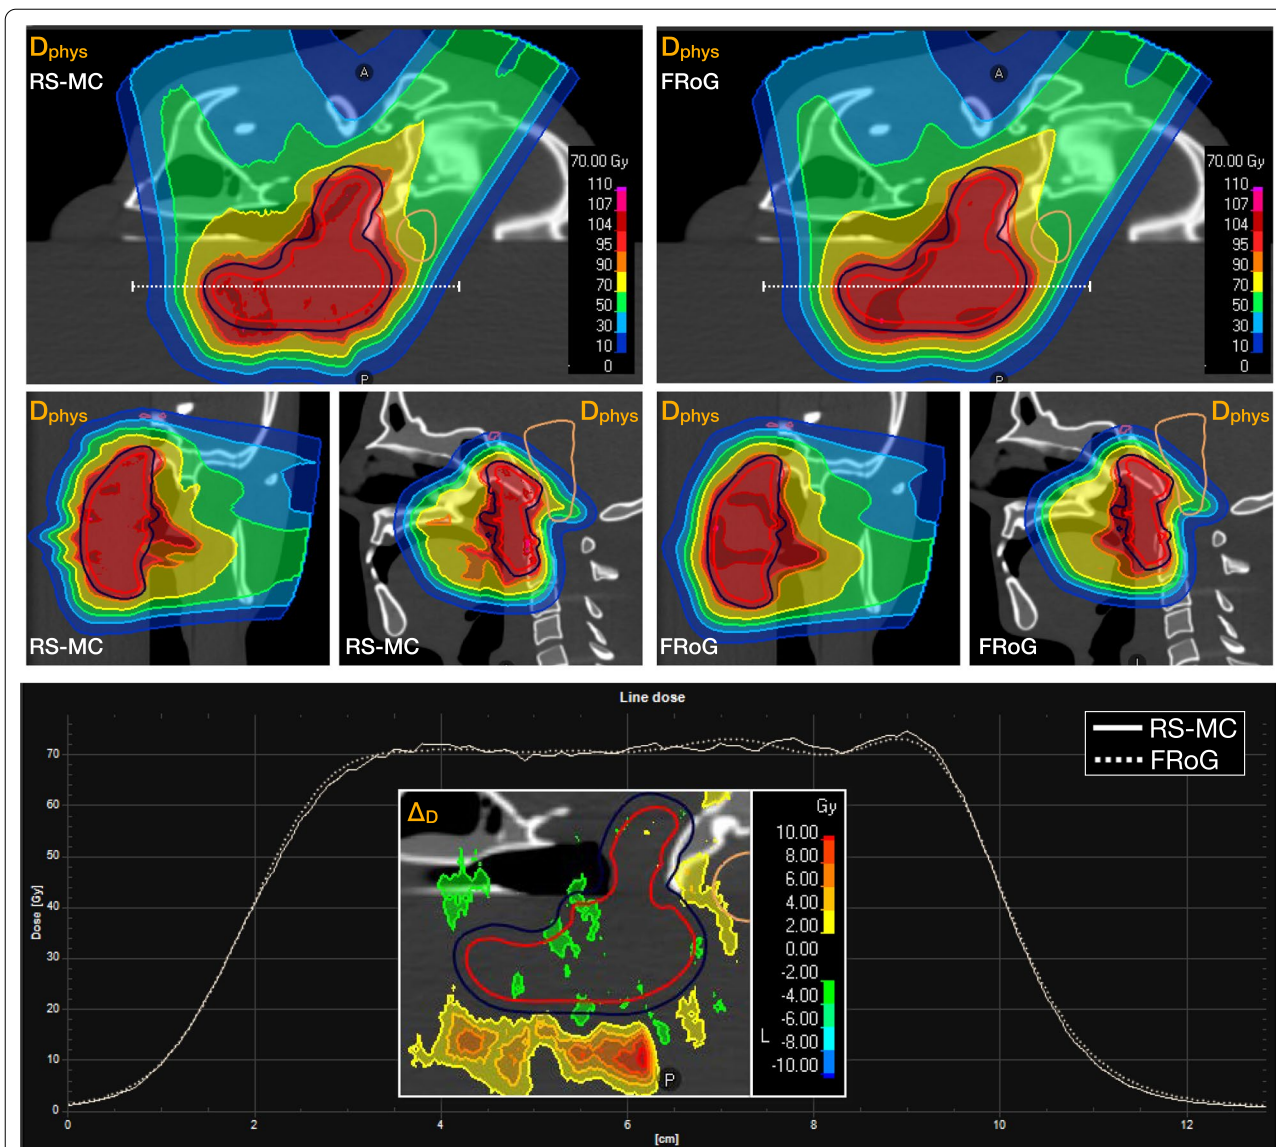 Dphys
RS-MC
A
P
70.00 Gy
110
107
104
95
90
70
50
30
10
0
Dphys
FRoG
A
P
70.00 Gy
110
107
104
95
90
70
50
30
10
0
Dphys
RS-MC
Dphys
RS-MC
Dphys
FRoG
Dphys
FRoG
Line dose
RS-MC
FRoG
Dose [Gy]
70
60
50
40
30
20
10
0
ΔD
P
L
Gy
10.00
8.00
6.00
4.00
2.00
0.00
-2.00
-4.00
-6.00
-8.00
-10.00
0 2 4 6 8 10 12
[cm]